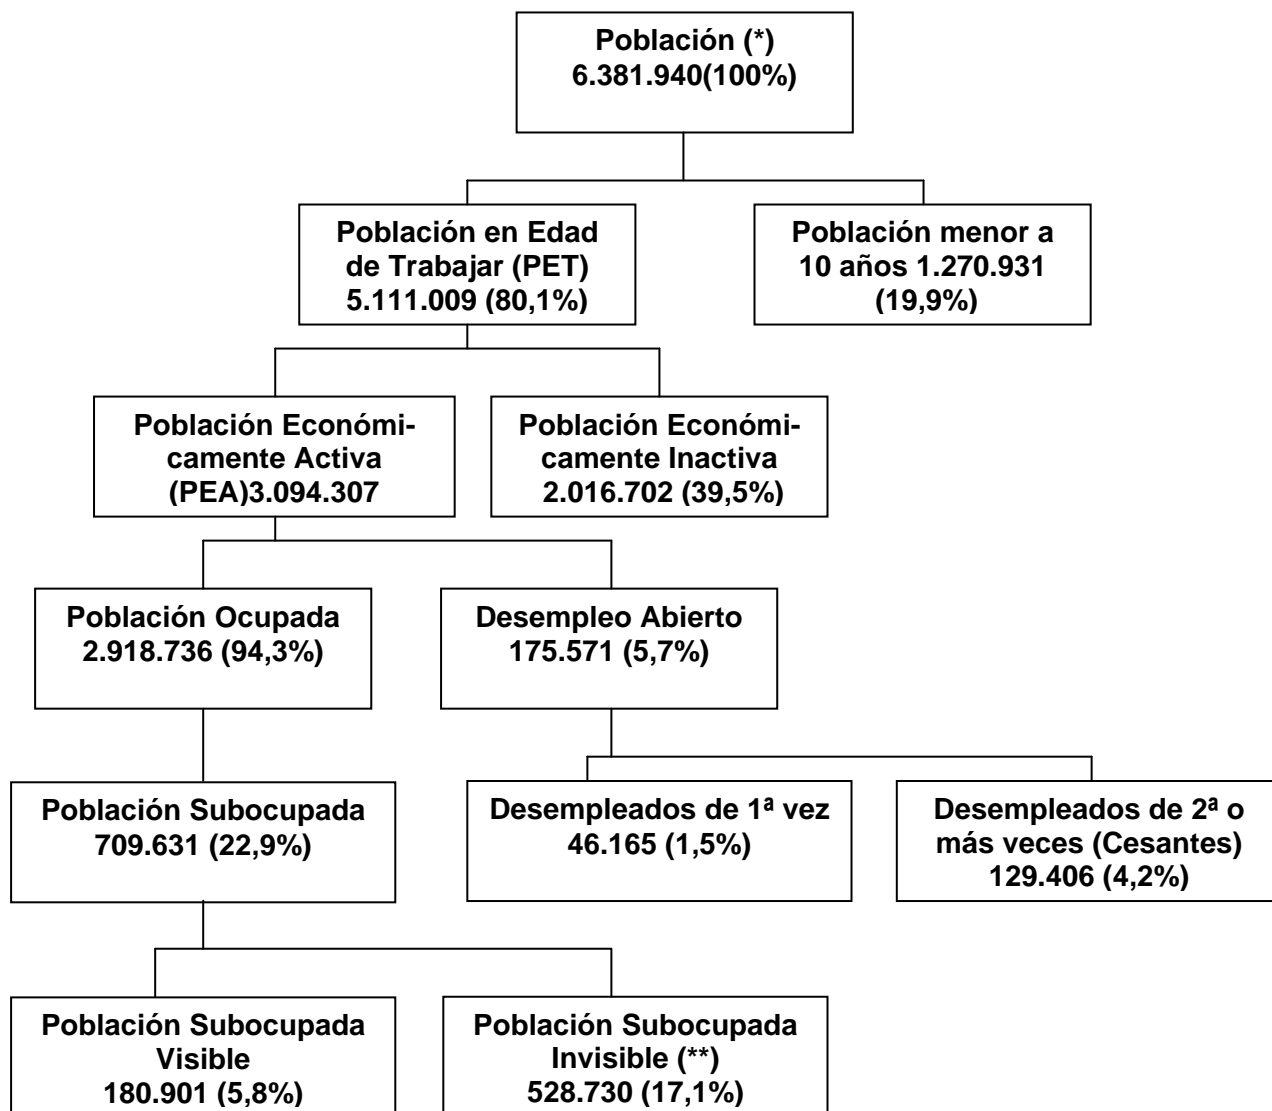 Población (*)
6.381.940(100%)
Población en Edad
de Trabajar (PET)
5.111.009 (80,1%)
Población menor a
10 años 1.270.931
(19,9%)
Población Económi-
camente Activa
(PEA)3.094.307
Población Económi-
camente Inactiva
2.016.702 (39,5%)
Población Ocupada
2.918.736 (94,3%)
Desempleo Abierto
175.571 (5,7%)
Población Subocupada
709.631 (22,9%)
Desempleados de 1ª vez
46.165 (1,5%)
Desempleados de 2ª o
más veces (Cesantes)
129.406 (4,2%)
Población Subocupada
Visible
180.901 (5,8%)
Población Subocupada
Invisible (**)
528.730 (17,1%)